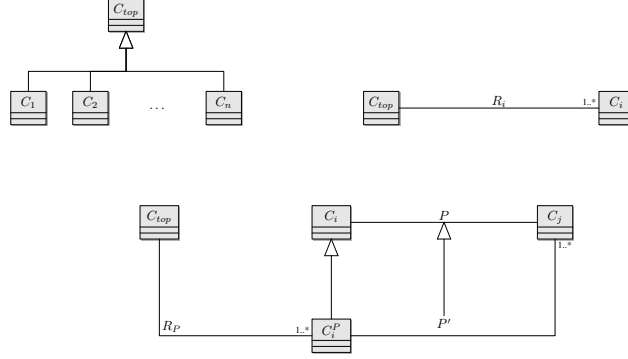 C_top
C_1 C_2 ... C_n
C_top R_i 1..* C_i
C_top C_i P C_j
1..*
R_P 1..* C_i^P P'